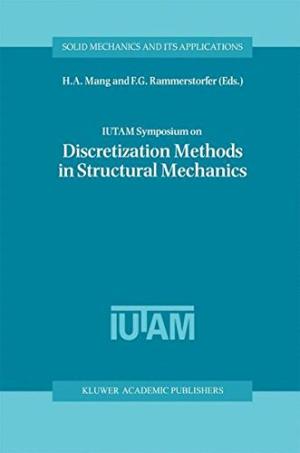 SOLID MECHANICS AND ITS APPLICATIONS
H.A. Mang and F.G. Rammerstorfer (Eds.)
IUTAM Symposium on
Discretization Methods
in Structural Mechanics
IUTAM
KLUWER ACADEMIC PUBLISHERS